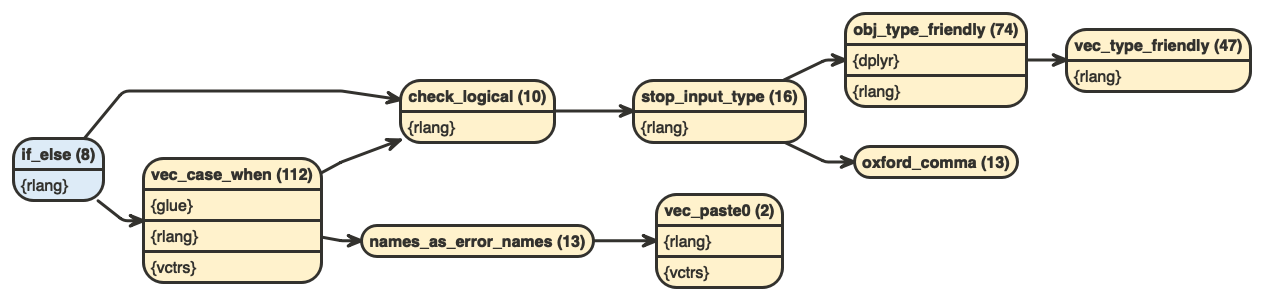 if_else (8)
{rlang}
vec_case_when (112)
{glue}
{rlang}
{vctrs}
check_logical (10)
{rlang}
names_as_error_names (13)
stop_input_type (16)
{rlang}
vec_paste0 (2)
{rlang}
{vctrs}
obj_type_friendly (74)
{dplyr}
{rlang}
oxford_comma (13)
vec_type_friendly (47)
{rlang}